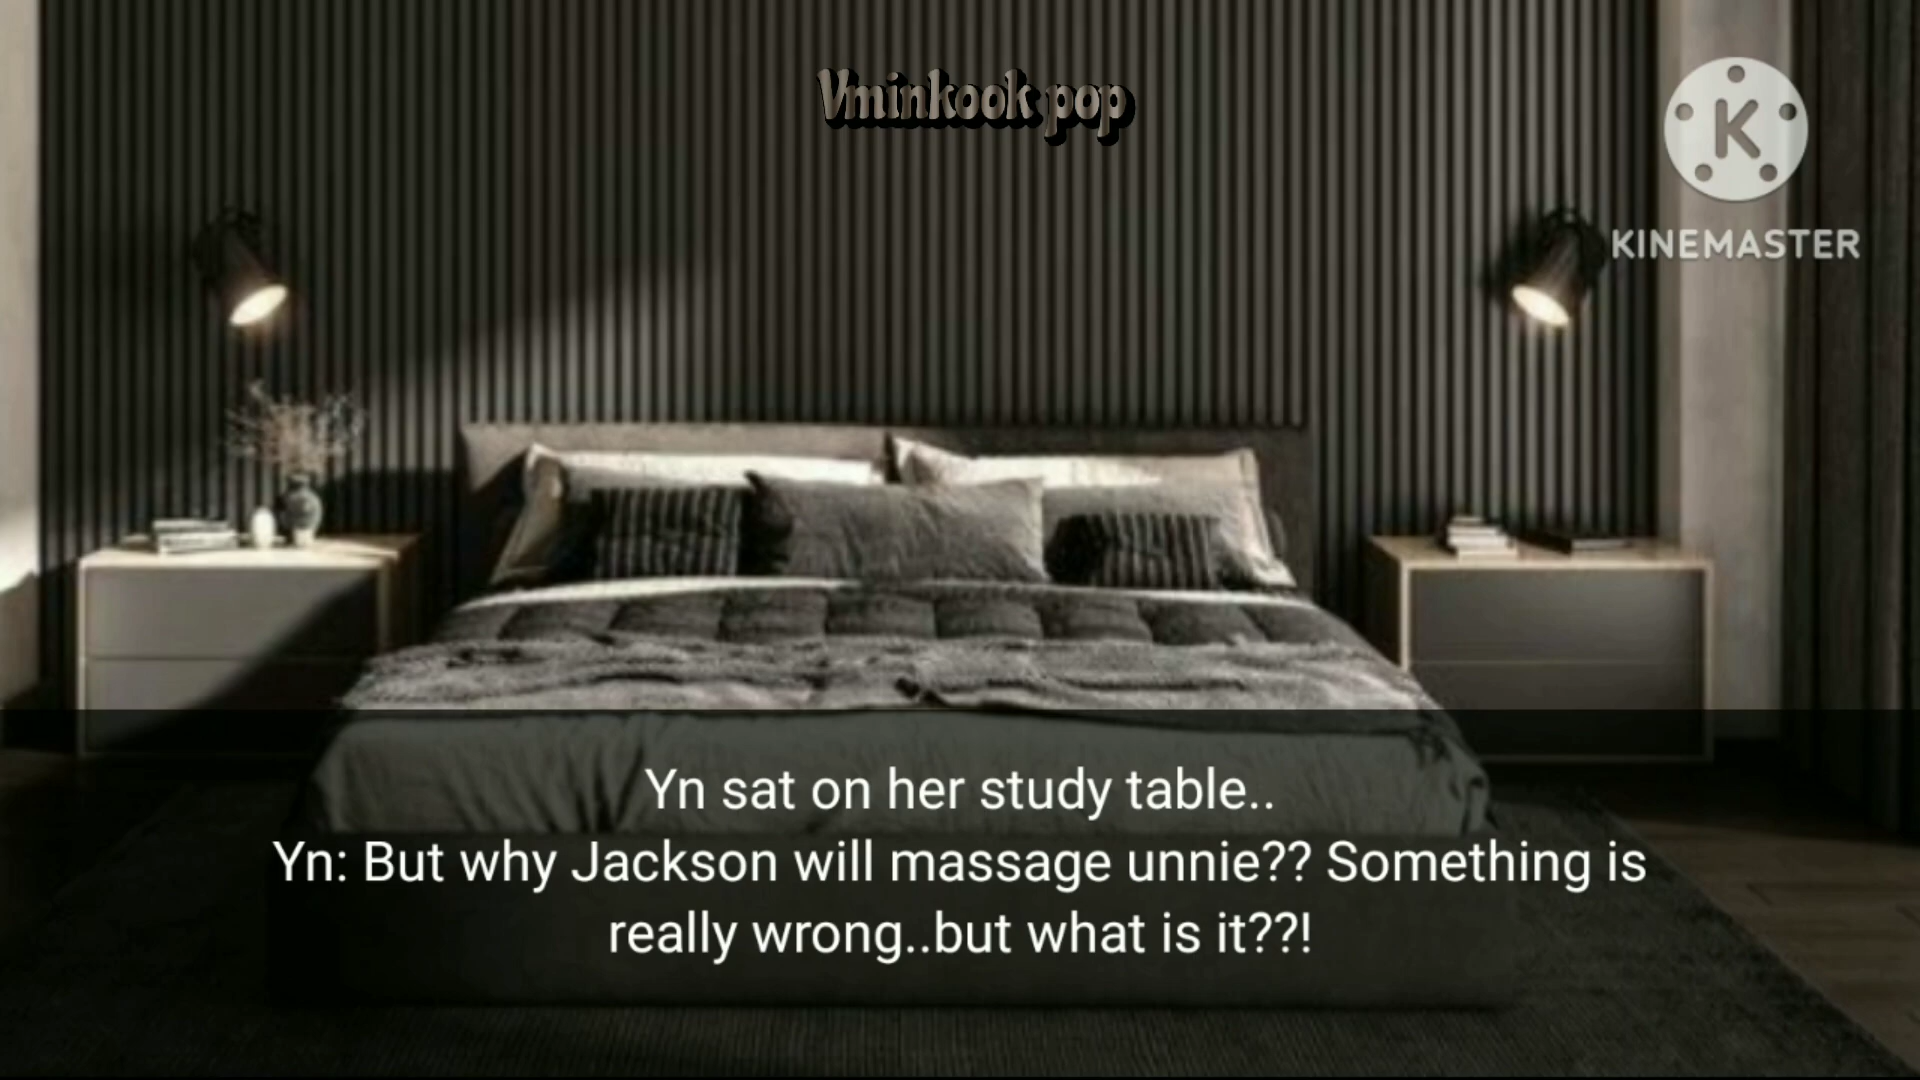 Vminkook pop
K
KINEMASTER
Yn sat on her study table..
Yn: But why Jackson will massage unnie?? Something is
really wrong..but what is it??!